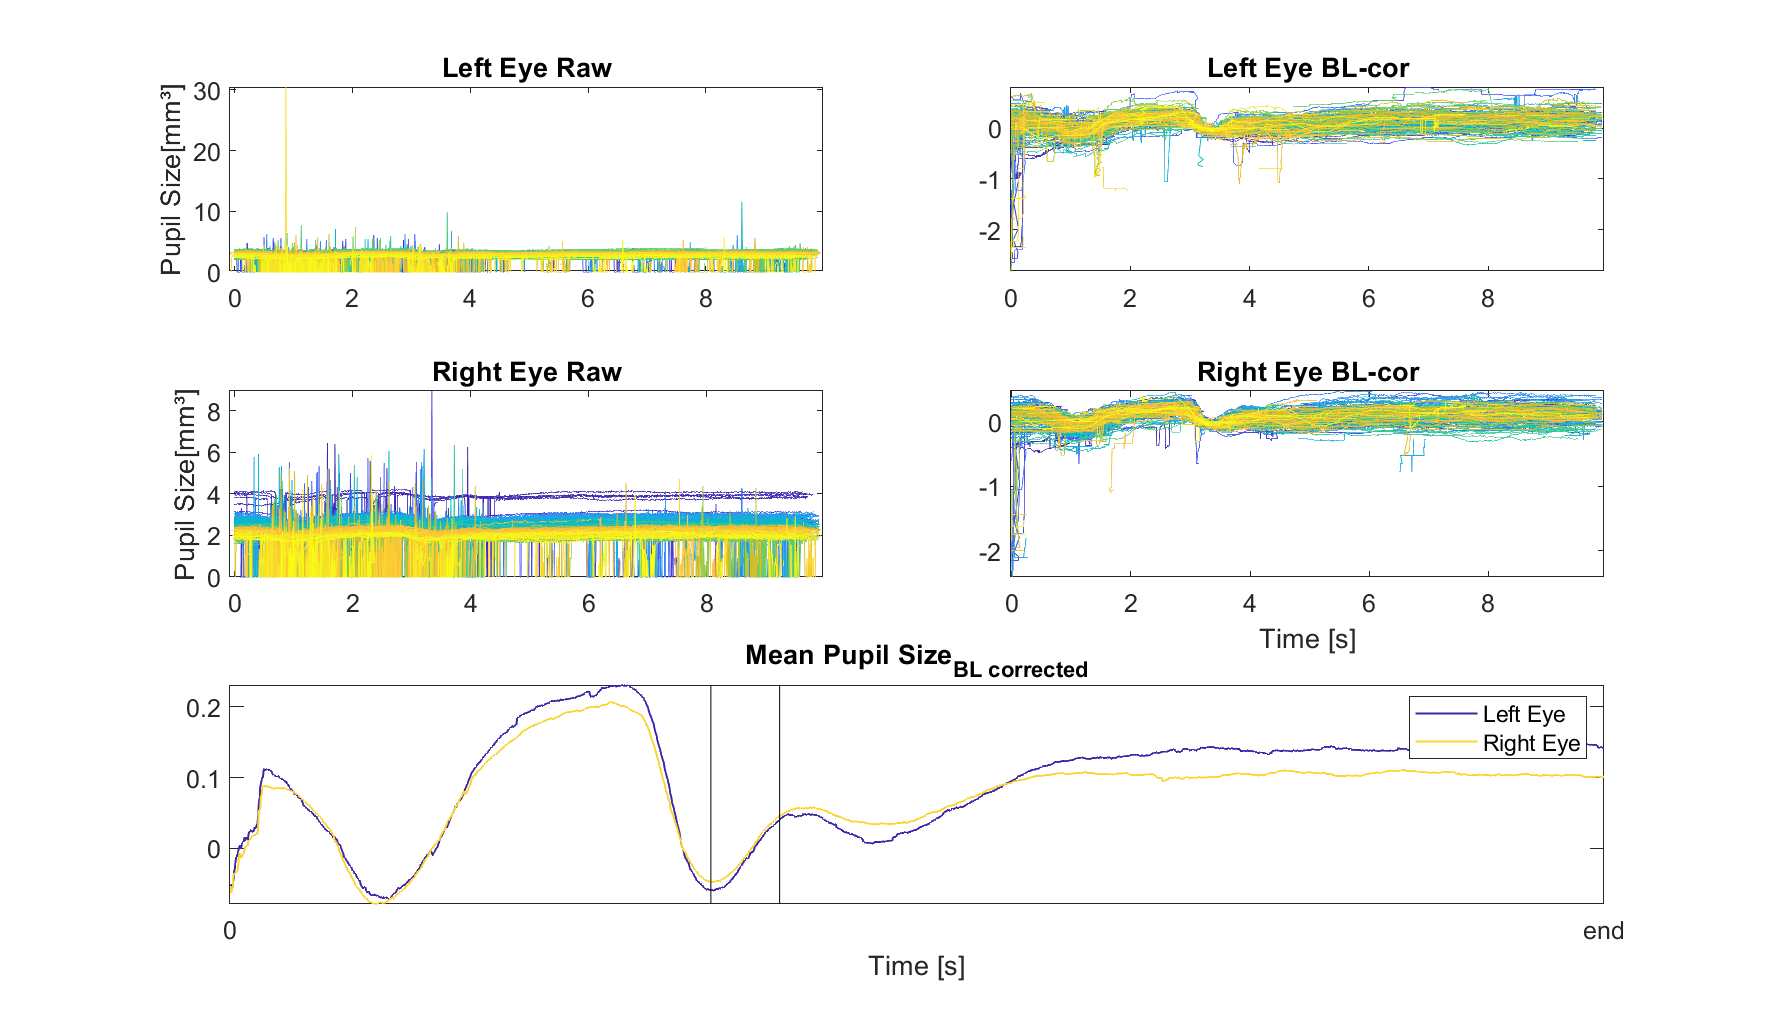 Left Eye Raw
Pupil Size[mm³]
30
20
10
0
0 2 4 6 8
Left Eye BL-cor
0
-1
-2
0 2 4 6 8
Right Eye Raw
Pupil Size[mm³]
8
6
4
2
0
0 2 4 6 8
Right Eye BL-cor
0
-1
-2
0 2 4 6 8
Time [s]
Mean Pupil Size BL corrected
0.2
0.1
0
Left Eye
Right Eye
0 end
Time [s]